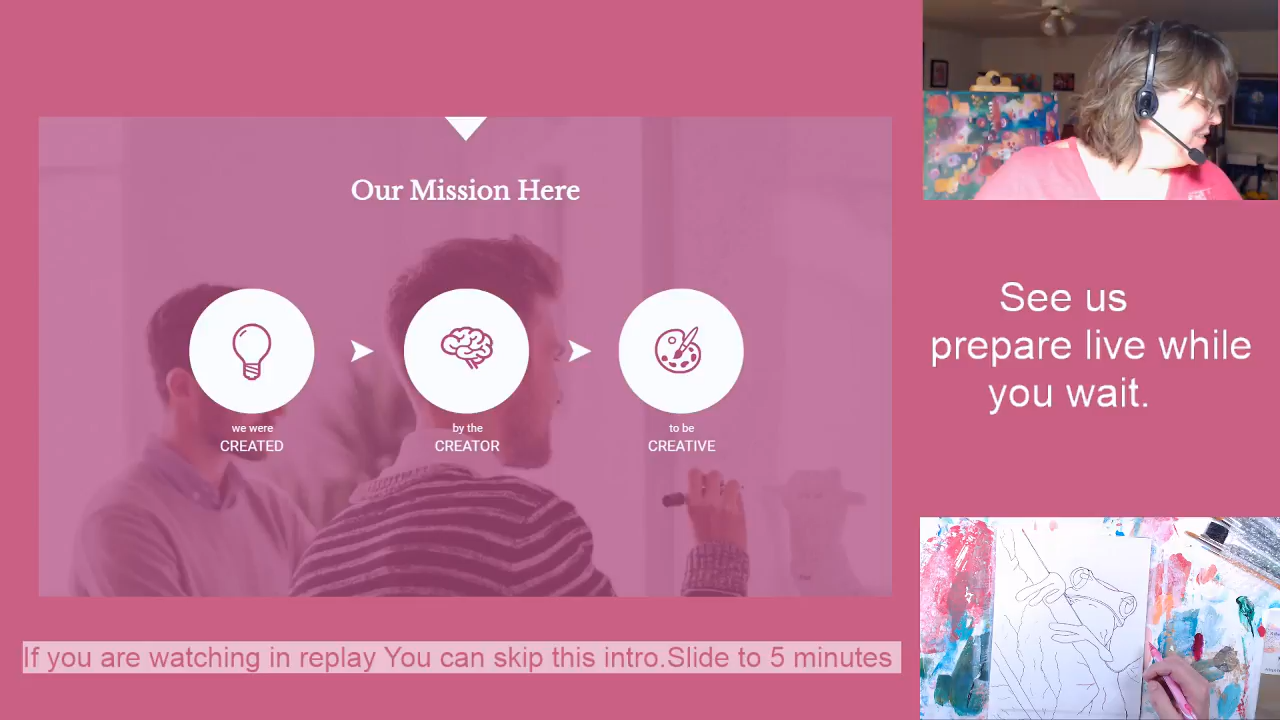 Our Mission Here
we were
CREATED
by the
CREATOR
to be
CREATIVE
See us
prepare live while
you wait.
If you are watching in replay You can skip this intro.Slide to 5 minutes